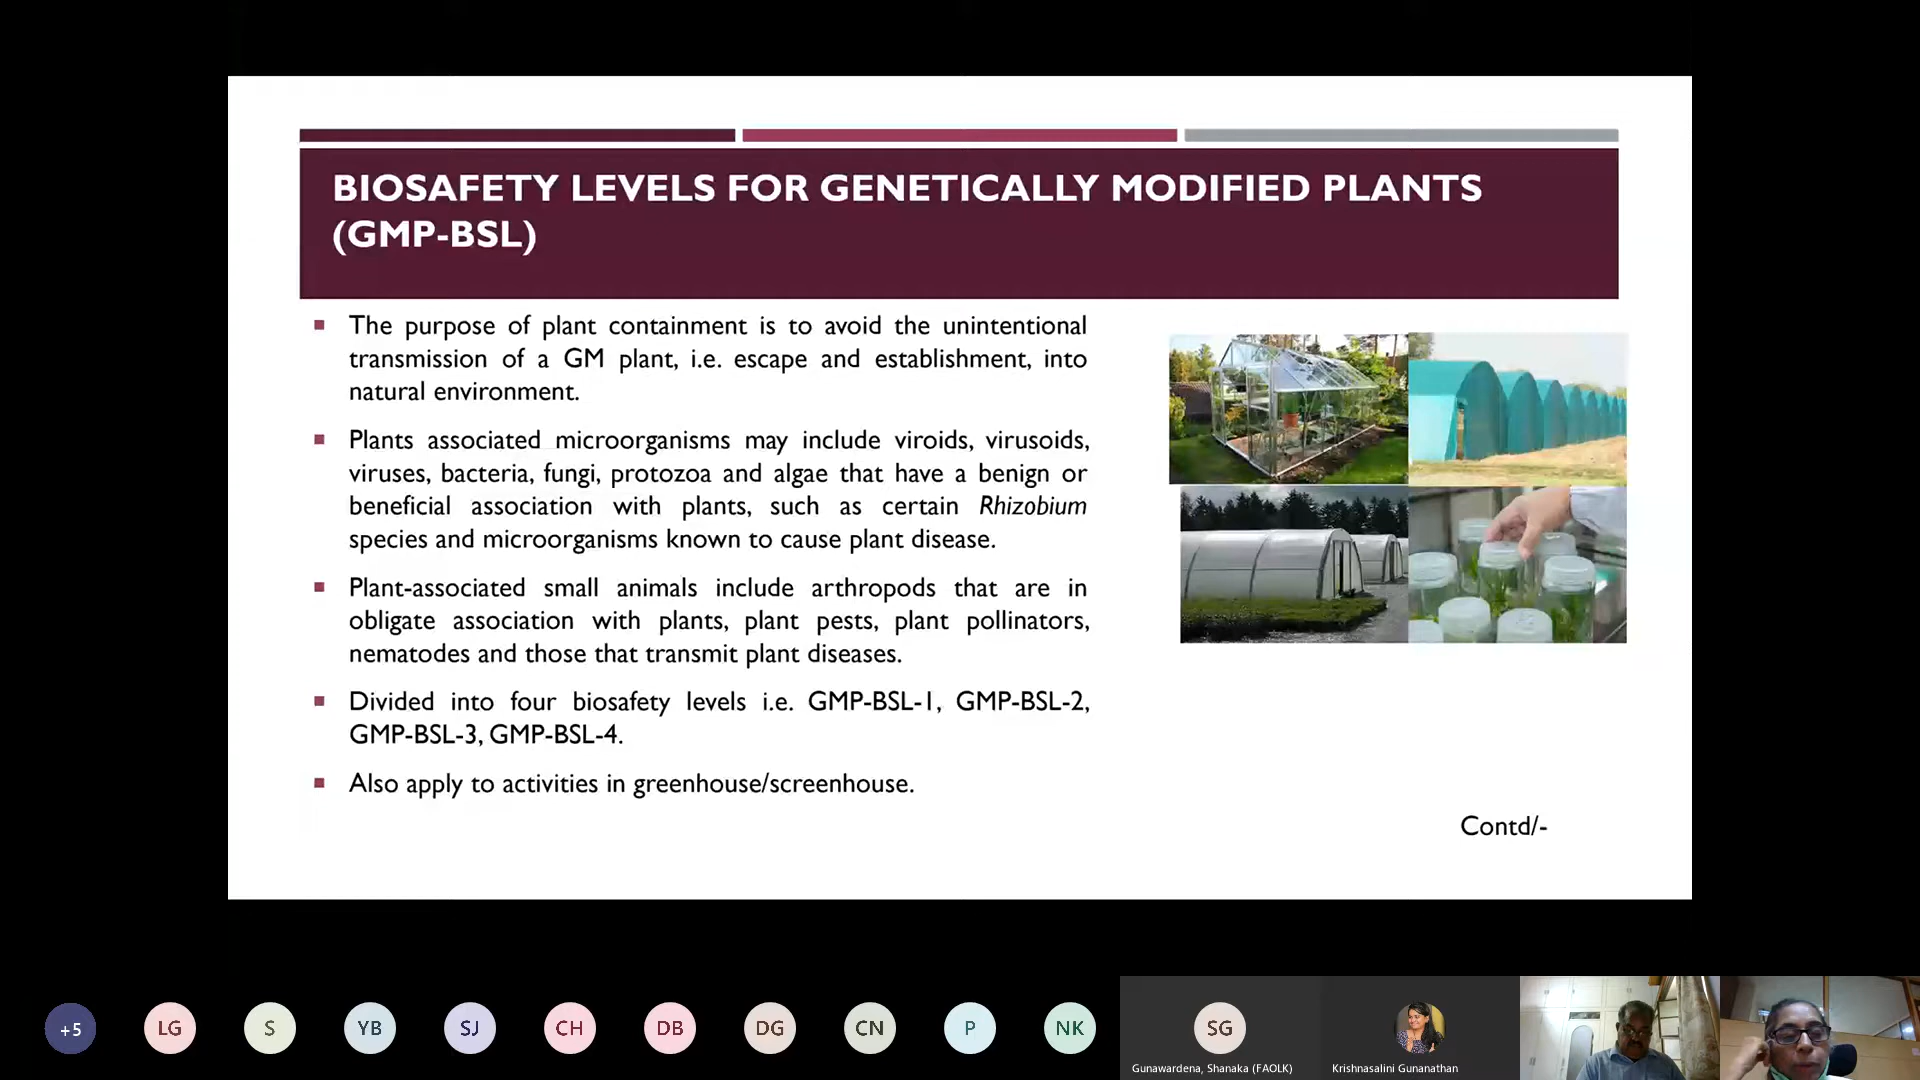 BIOSAFETY LEVELS FOR GENETICALLY MODIFIED PLANTS
(GMP-BSL)
The purpose of plant containment is to avoid the unintentional
transmission of a GM plant, i.e. escape and establishment, into
natural environment.
Plants associated microorganisms may include viroids, virusoids,
viruses, bacteria, fungi, protozoa and algae that have a benign or
beneficial association with plants, such as certain Rhizobium
species and microorganisms known to cause plant disease.
Plant-associated small animals include arthropods that are in
obligate association with plants, plant pests, plant pollinators,
nematodes and those that transmit plant diseases.
Divided into four biosafety levels i.e. GMP-BSL-1, GMP-BSL-2,
GMP-BSL-3, GMP-BSL-4.
Also apply to activities in greenhouse/screenhouse.
Contd/-
+5 LG S YB SJ CH DB DG CN P NK SG
Gunawardena, Shanaka (FAOLK) Krishnasalini Gunanathan